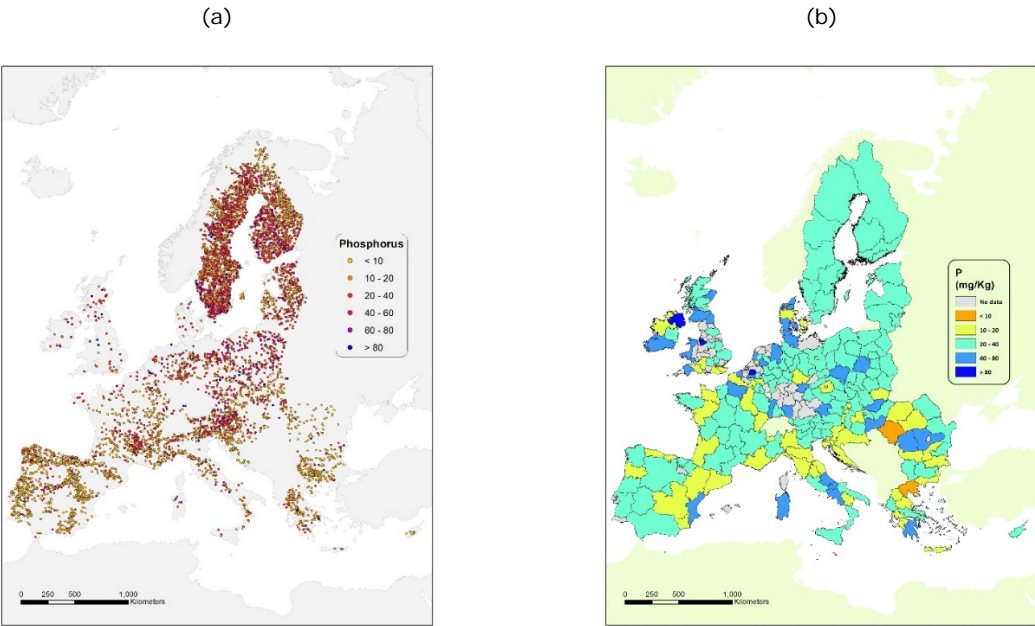 (a)
(b)
Phosphorus
< 10
10 - 20
20 - 40
40 - 60
60 - 80
> 80
0 250 500 1,000
Kilometers
P
(mg/Kg)
No data
< 10
10 - 20
20 - 40
40 - 80
> 80
0 250 500 1,000
Kilometers